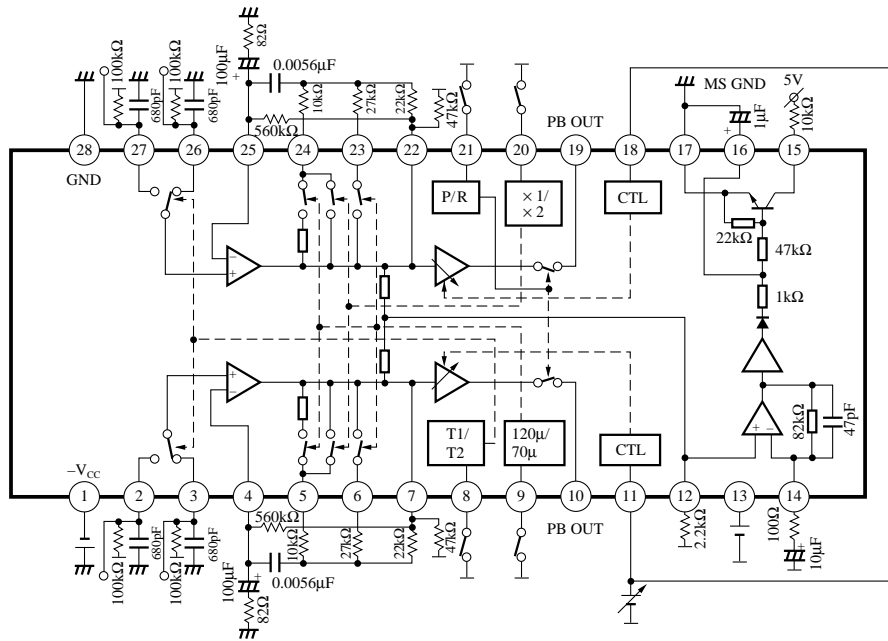 82Ω
100µF
+
0.0056µF
100kΩ
680pF
100kΩ
680pF
10kΩ
27kΩ
22kΩ
47kΩ
560kΩ
MS GND
1µF
+
5V
10kΩ
28
27
26
25
24
23
22
21
20
PB OUT
19
18
17
16
15
GND
P/R
× 1/
× 2
CTL
22kΩ
47kΩ
1kΩ
−
+
+
−
82kΩ
47pF
+
−
T1/
T2
120µ/
70µ
CTL
−VCC
1
2
3
4
5
6
7
8
9
10
11
12
13
14
PB OUT
100kΩ
680pF
100kΩ
680pF
560kΩ
10kΩ
27kΩ
22kΩ
47kΩ
0.0056µF
100µF
+
82Ω
2.2kΩ
100Ω
+
10µF